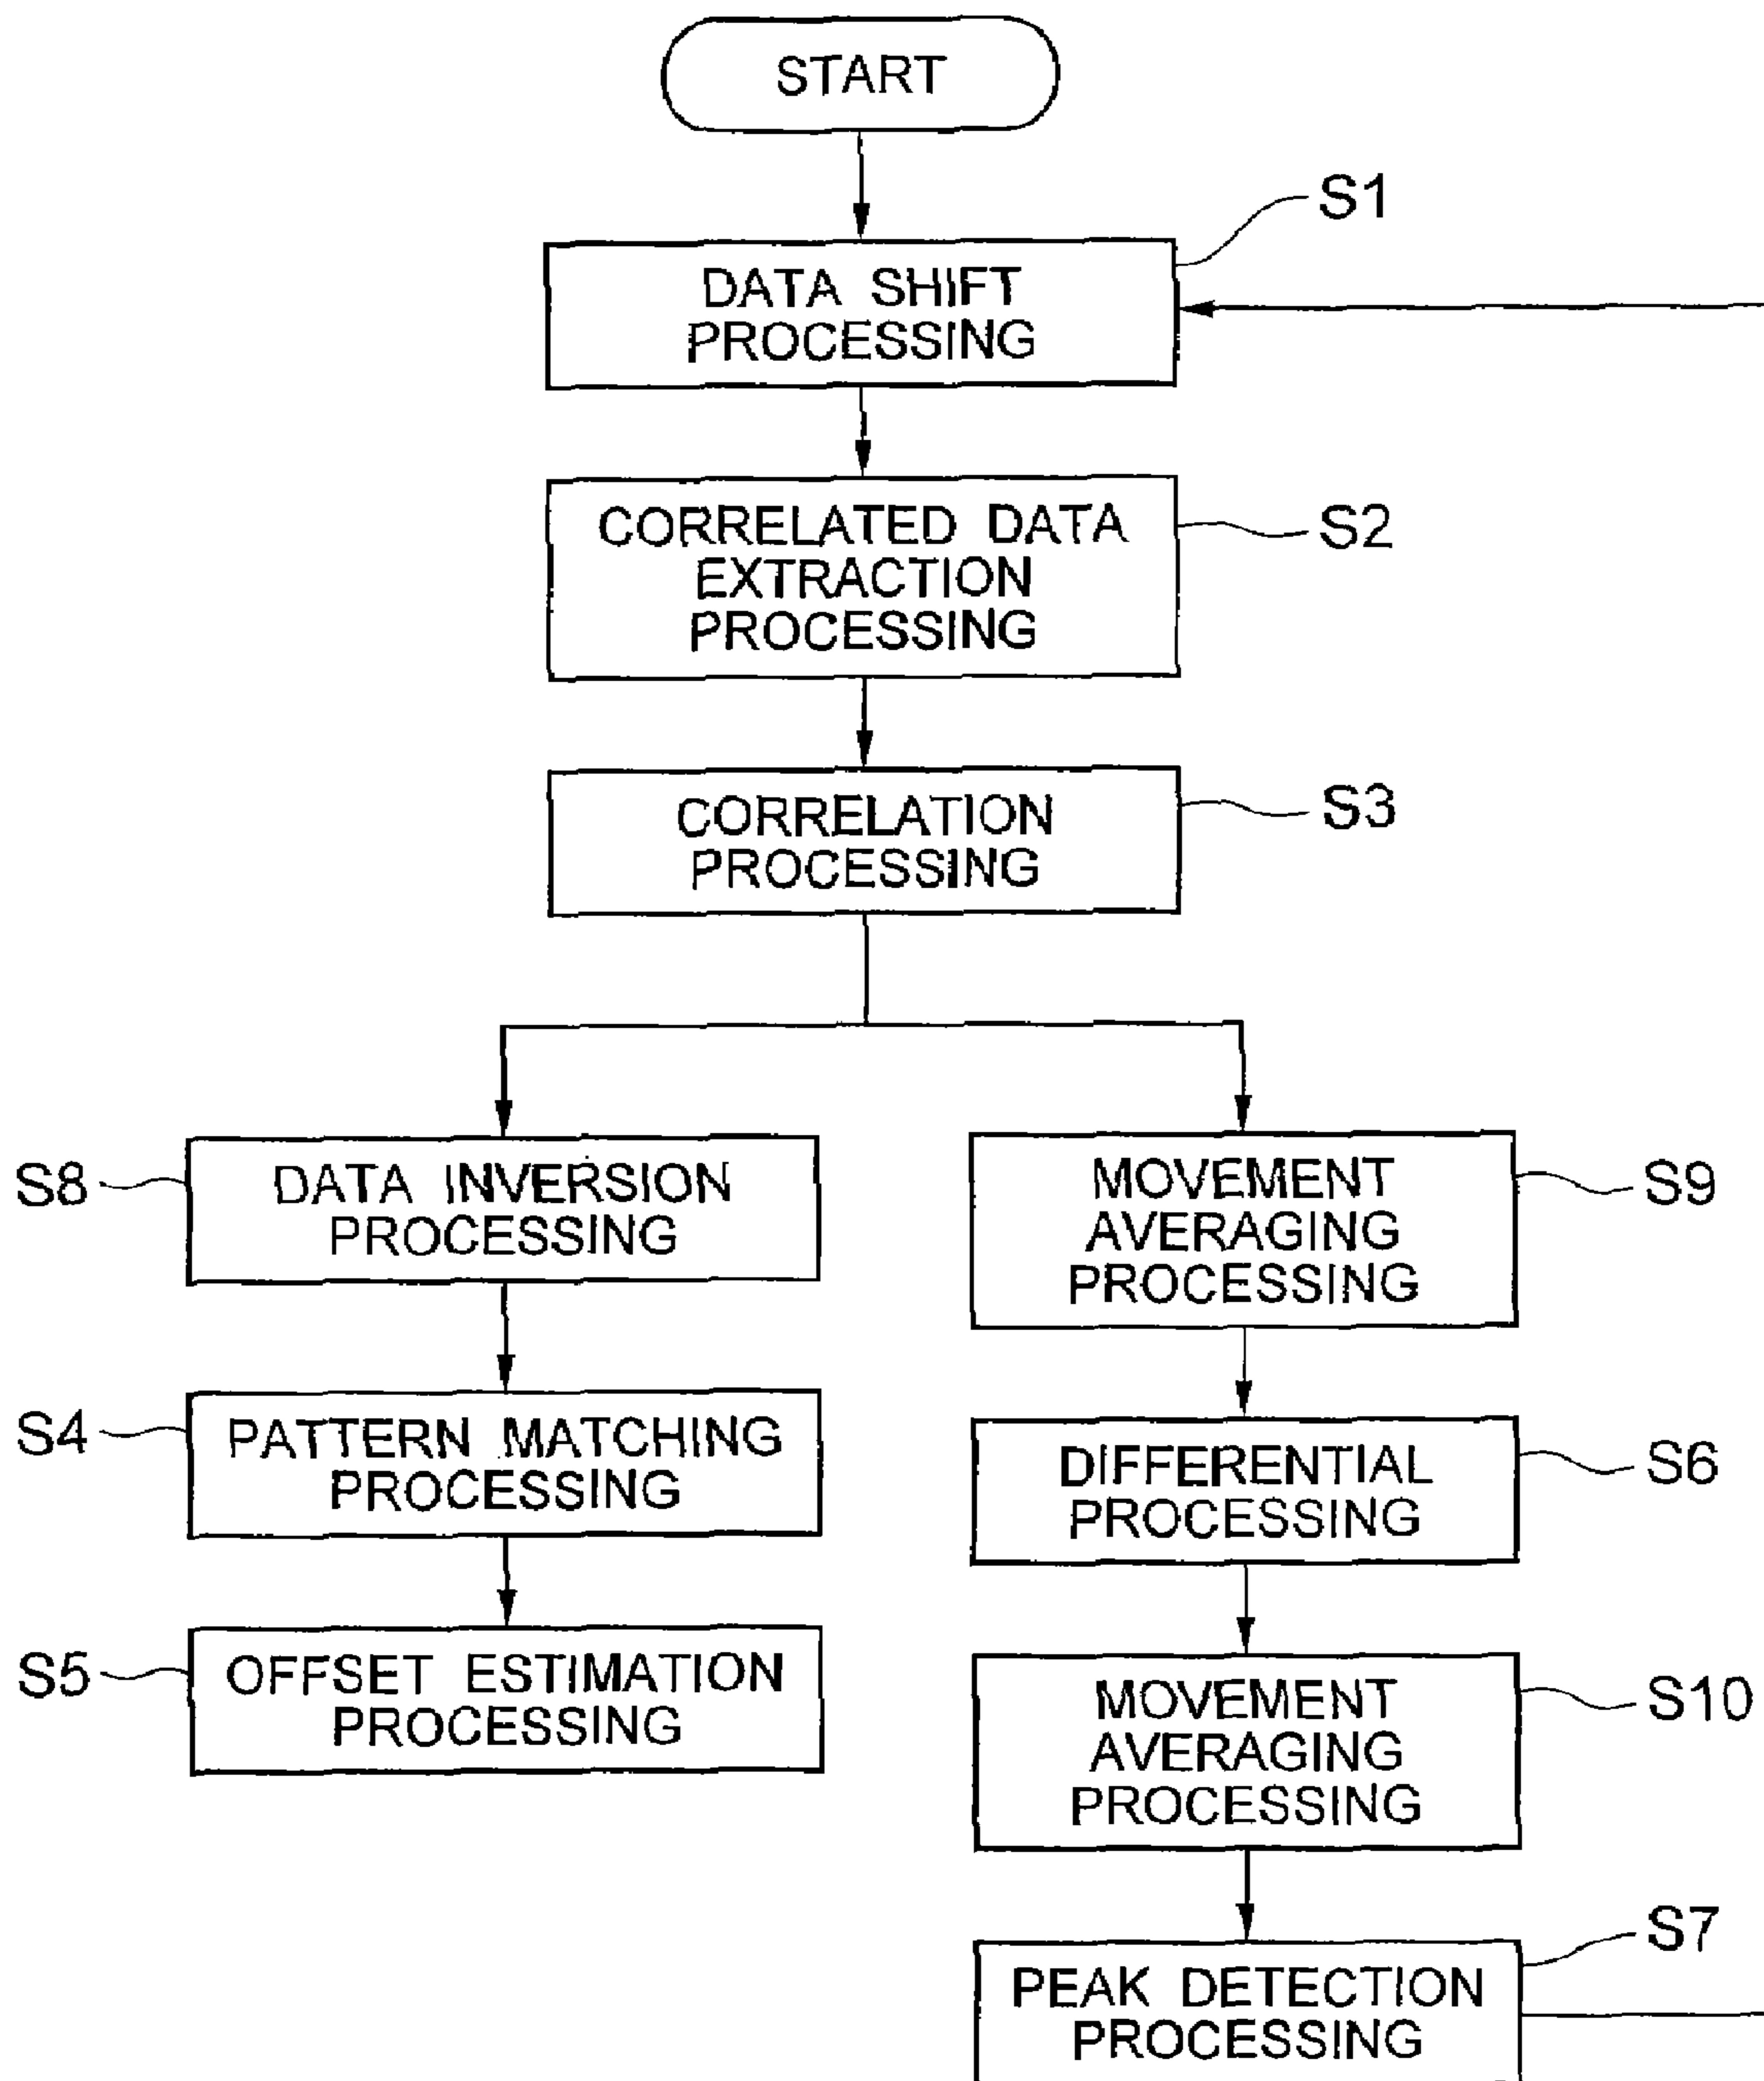 START
S1
DATA SHIFT
PROCESSING
S2
CORRELATED DATA
EXTRACTION
PROCESSING
S3
CORRELATION
PROCESSING
S8
DATA INVERSION
PROCESSING
S9
MOVEMENT
AVERAGING
PROCESSING
S4
PATTERN MATCHING
PROCESSING
S6
DIFFERENTIAL
PROCESSING
S5
OFFSET ESTIMATION
PROCESSING
S10
MOVEMENT
AVERAGING
PROCESSING
S7
PEAK DETECTION
PROCESSING